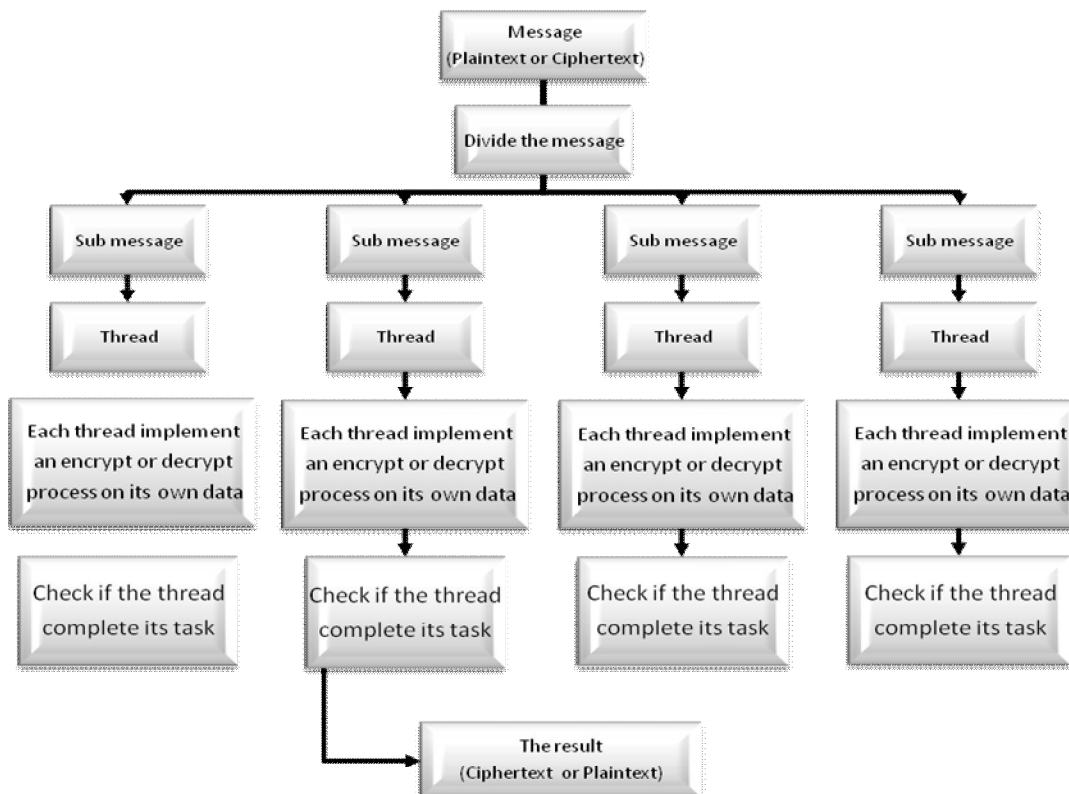 Message
(Plaintext or Ciphertext)
Divide the message
Sub message
Sub message
Sub message
Sub message
Thread
Thread
Thread
Thread
Each thread implement
an encrypt or decrypt
process on its own data
Each thread implement
an encrypt or decrypt
process on its own data
Each thread implement
an encrypt or decrypt
process on its own data
Each thread implement
an encrypt or decrypt
process on its own data
Check if the thread
complete its task
Check if the thread
complete its task
Check if the thread
complete its task
Check if the thread
complete its task
The result
(Ciphertext or Plaintext)